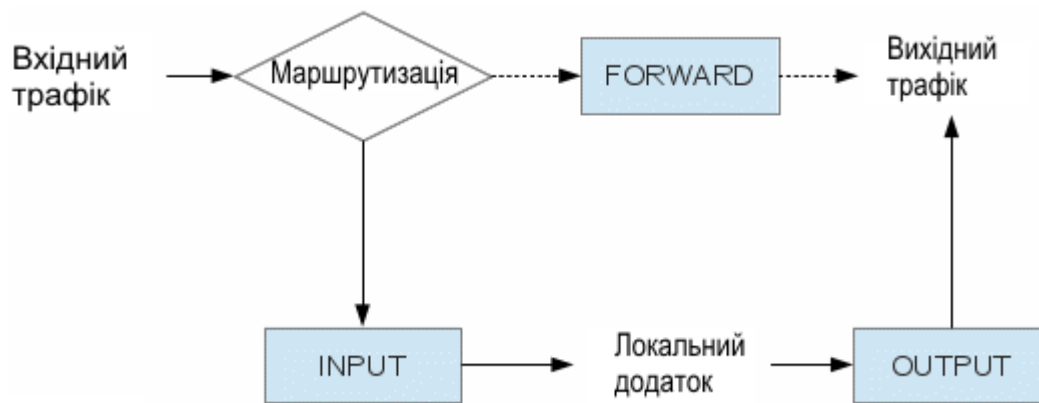 Вхідний
трафік
Маршрутизація
FORWARD
Вихідний
трафік
INPUT
Локальний
додаток
OUTPUT